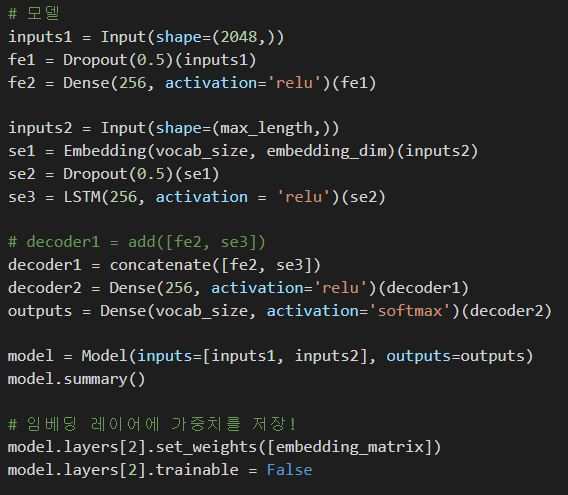 # 모델
inputs1 = Input(shape=(2048,))
fe1 = Dropout(0.5)(inputs1)
fe2 = Dense(256, activation='relu')(fe1)

inputs2 = Input(shape=(max_length,))
se1 = Embedding(vocab_size, embedding_dim)(inputs2)
se2 = Dropout(0.5)(se1)
se3 = LSTM(256, activation = 'relu')(se2)

# decoder1 = add([fe2, se3])
decoder1 = concatenate([fe2, se3])
decoder2 = Dense(256, activation='relu')(decoder1)
outputs = Dense(vocab_size, activation='softmax')(decoder2)

model = Model(inputs=[inputs1, inputs2], outputs=outputs)
model.summary()

# 임베딩 레이어에 가중치를 저장!
model.layers[2].set_weights([embedding_matrix])
model.layers[2].trainable = False